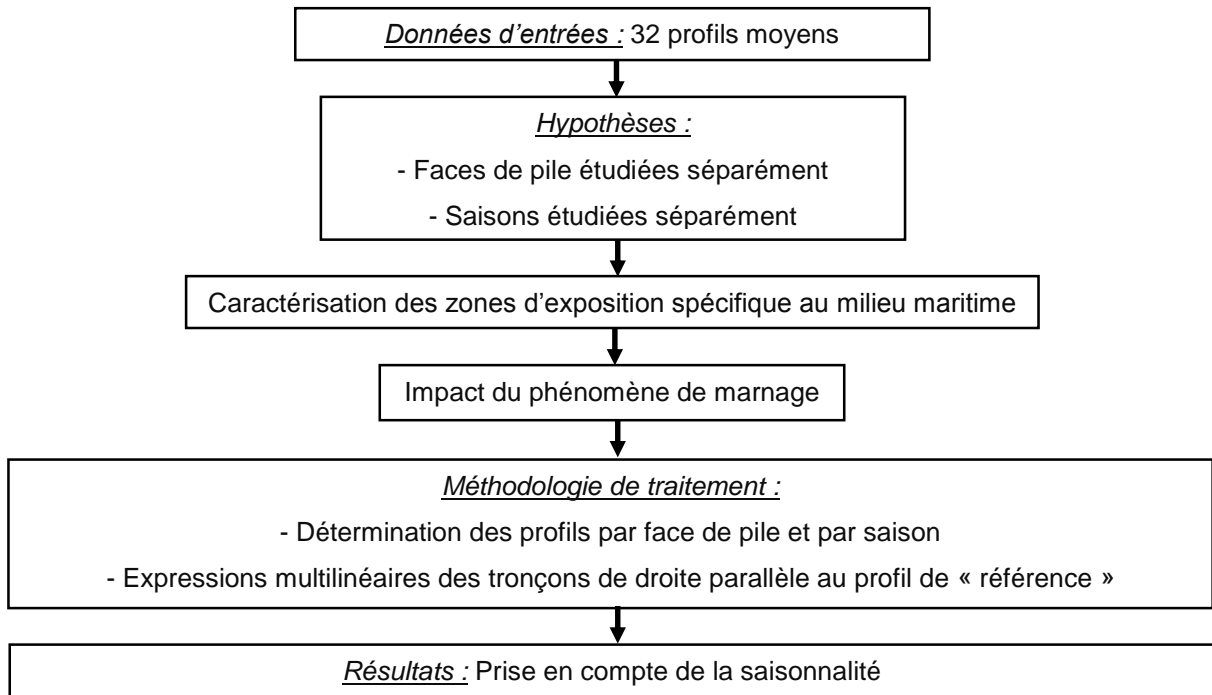 Données d'entrées : 32 profils moyens
Hypothèses :
- Faces de pile étudiées séparément
- Saisons étudiées séparément
Caractérisation des zones d'exposition spécifique au milieu maritime
Impact du phénomène de marnage
Méthodologie de traitement :
- Détermination des profils par face de pile et par saison
- Expressions multilinéaires des tronçons de droite parallèle au profil de « référence »
Résultats : Prise en compte de la saisonnalité